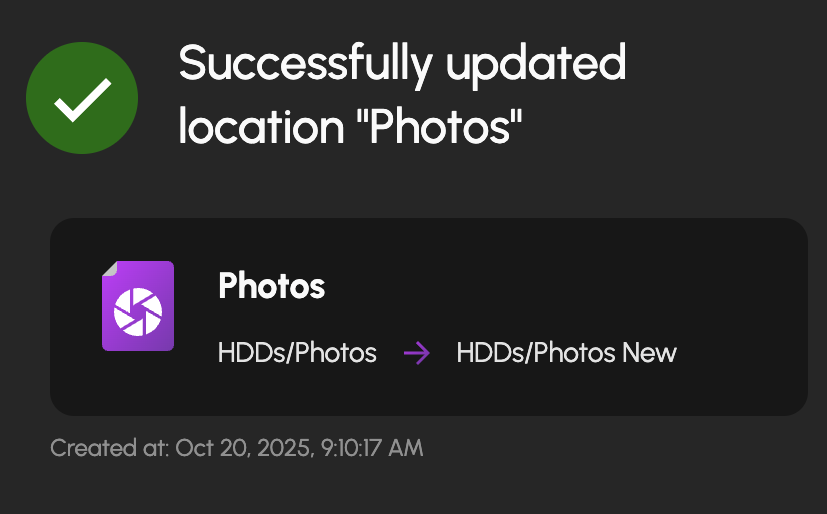 Successfully updated
location "Photos"
Photos
HDDs/Photos → HDDs/Photos New
Created at: Oct 20, 2025, 9:10:17 AM